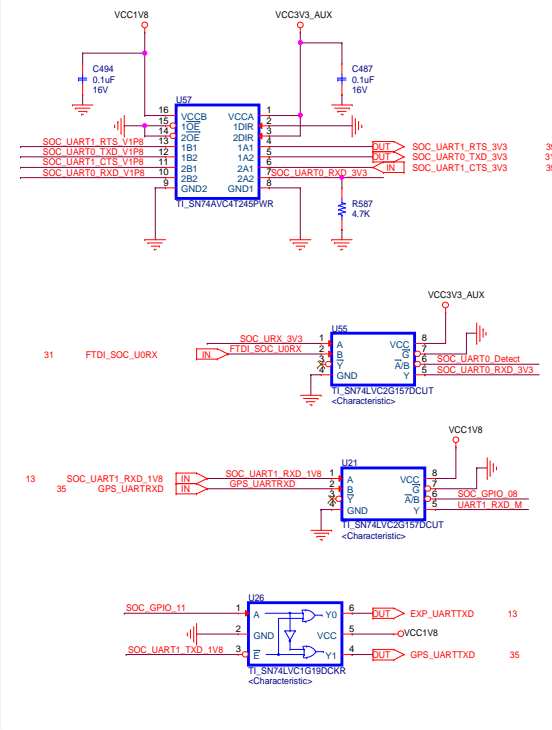 VCC1V8 VCC3V3_AUX
C494
0.1uF
16V
C487
0.1uF
16V
U57
16 VCCB VCCA 1
15 1OE 1DIR 2
14 2OE 2DIR 3
SOC_UART1_RTS_V1P8 13 1B1 1A1 4 OUT SOC_UART1_RTS_3V3
SOC_UART0_TXD_V1P8 12 1B2 1A2 5 OUT SOC_UART0_TXD_3V3
SOC_UART1_CTS_V1P8 11 2B1 2A1 6 IN SOC_UART1_CTS_3V3
SOC_UART0_RXD_V1P8 10 2B2 2A2 7 SOC_UART0_RXD_3V3
9 GND2 GND1 8
TI_SN74AVC4T245PWR
R587
4.7K
VCC3V3_AUX
U55
SOC_URX_3V3 1 A VCC 8
31 FTDI_SOC_U0RX IN FTDI_SOC_U0RX 2 B G 7
3 Y A/B 6 SOC_UART0_Detect
4 GND Y 5 SOC_UART0_RXD_3V3
TI_SN74LVC2G157DCUT
<Characteristic>
VCC1V8
U21
13 SOC_UART1_RXD_1V8 IN SOC_UART1_RXD_1V8 1 A VCC 8
35 GPS_UARTRXD IN GPS_UARTRXD 2 B G 7
3 Y A/B 6 SOC_GPIO_08
4 GND Y 5 UART1_RXD_M
TI_SN74LVC2G157DCUT
<Characteristic>
U26
SOC_GPIO_11 1 A Y0 6 OUT EXP_UARTTXD 13
2 GND VCC 5 VCC1V8
SOC_UART1_TXD_1V8 3 E Y1 4 OUT GPS_UARTTXD 35
TI_SN74LVC1G19DCKR
<Characteristic>